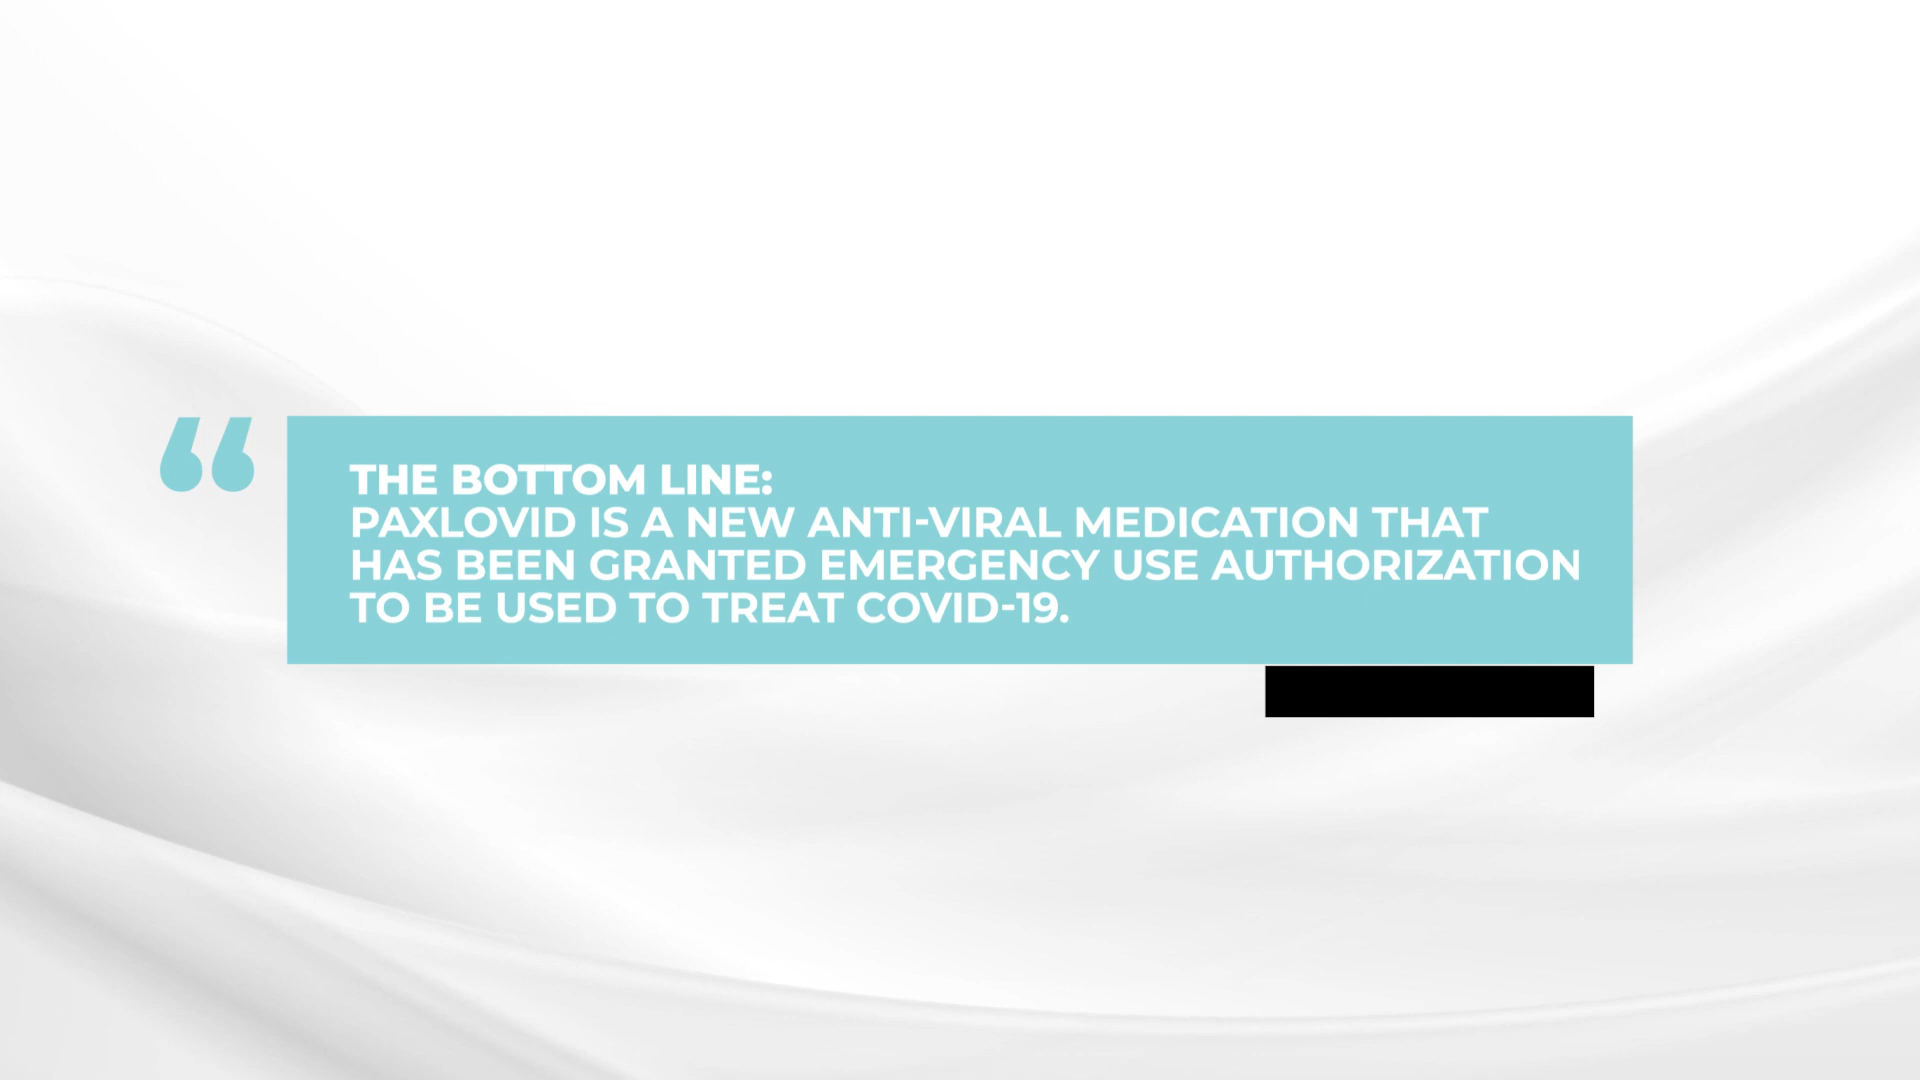 “
THE BOTTOM LINE:
PAXLOVID IS A NEW ANTI-VIRAL MEDICATION THAT
HAS BEEN GRANTED EMERGENCY USE AUTHORIZATION
TO BE USED TO TREAT COVID-19.